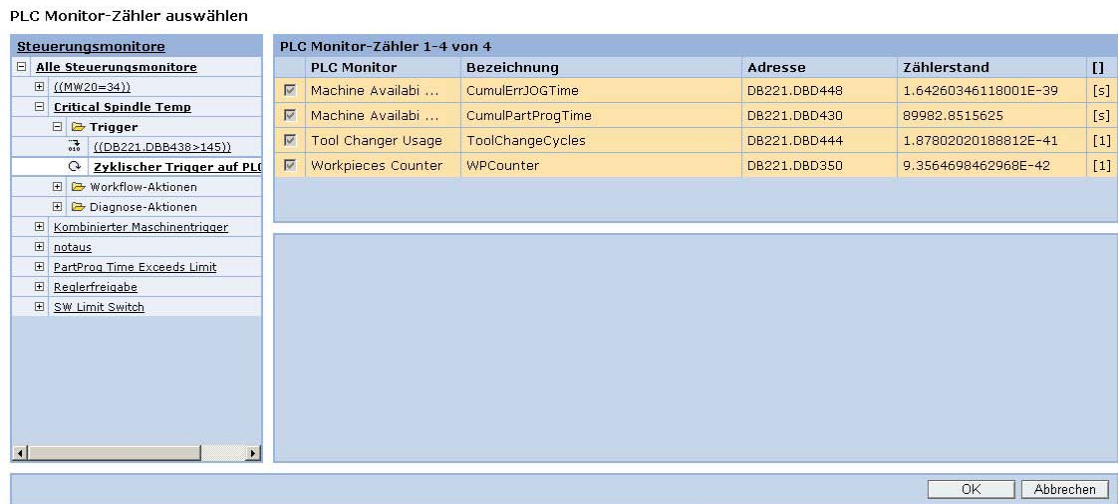 PLC Monitor-Zähler auswählen
Steuerungsmonitore
Alle Steuerungsmonitore
((MW20=34))
Critical Spindle Temp
Trigger
((DB221.DBB438>145))
Zyklischer Trigger auf PL
Workflow-Aktionen
Diagnose-Aktionen
Kombinierter Maschinentrigger
notaus
PartProg Time Exceeds Limit
Reglerfreigabe
SW Limit Switch
PLC Monitor-Zähler 1-4 von 4
PLC Monitor Bezeichnung Adresse Zählerstand []
Machine Availabi ... CumulErrJOGTime DB221.DBD448 1.64260346118001E-39 [s]
Machine Availabi ... CumulPartProgTime DB221.DBD430 89982.8515625 [s]
Tool Changer Usage ToolChangeCycles DB221.DBD444 1.87802020188812E-41 [1]
Workpieces Counter WPCounter DB221.DBD350 9.3564698462968E-42 [1]
OK Abbrechen